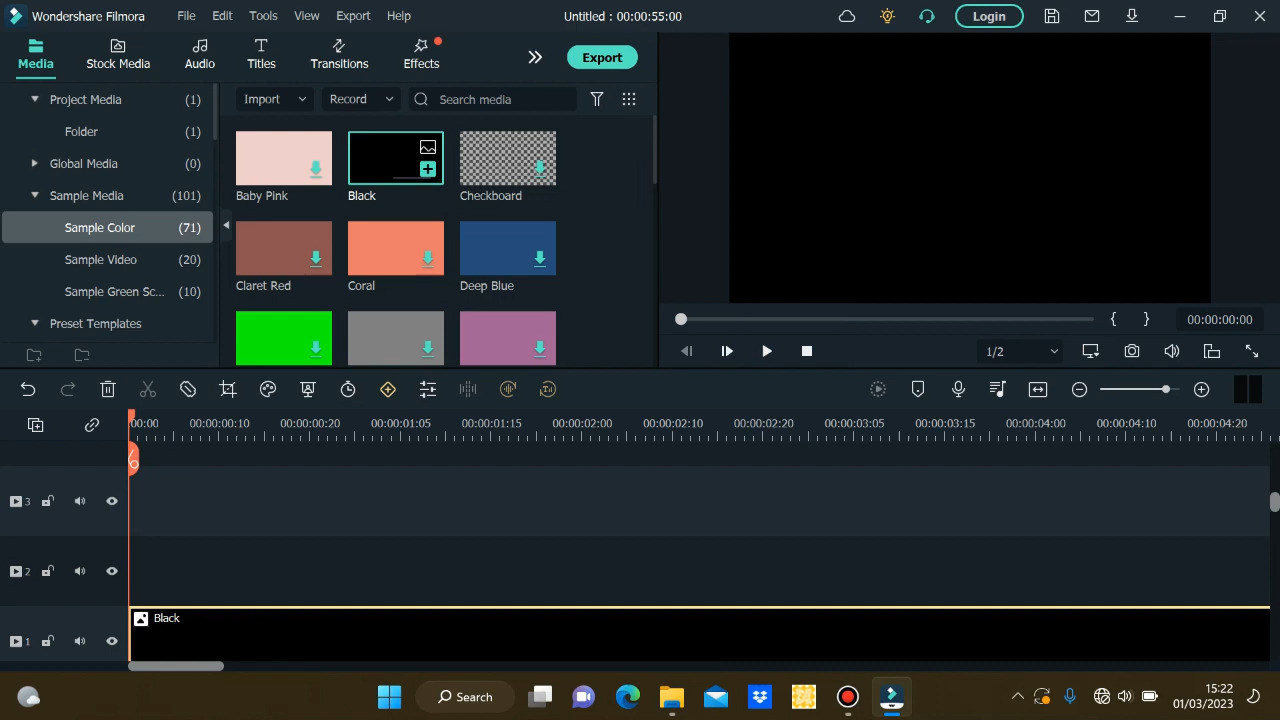 Wondershare Filmora File Edit Tools View Export Help Untitled : 00:00:55:00 Login
Media Stock Media Audio Titles Transitions Effects Export
Project Media (1)
Folder (1)
Global Media (0)
Sample Media (101)
Sample Color (71)
Sample Video (20)
Sample Green Sc... (10)
Preset Templates
Import Record Search media
Baby Pink Black Checkboard
Claret Red Coral Deep Blue
00:00:00:00
1/2
00:00 00:00:00:10 00:00:00:20 00:00:01:05 00:00:01:15 00:00:02:00 00:00:02:10 00:00:02:20 00:00:03:05 00:00:03:15 00:00:04:00 00:00:04:10 00:00:04:20
3
2
1
Black
Search
15:22
01/03/2023